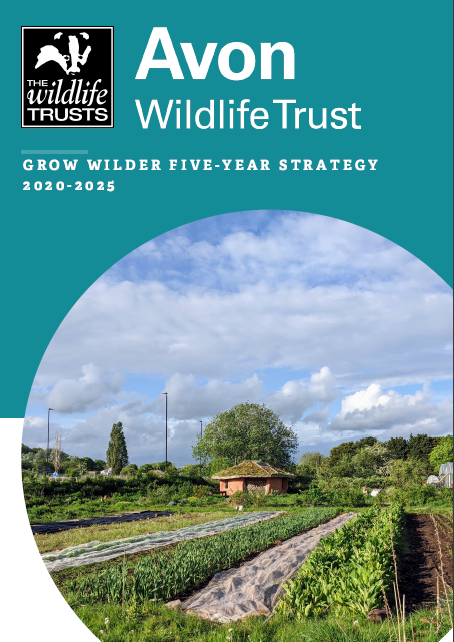 THE
wildlife
TRUSTS
Avon
Wildlife Trust
GROW WILDER FIVE-YEAR STRATEGY
2020-2025